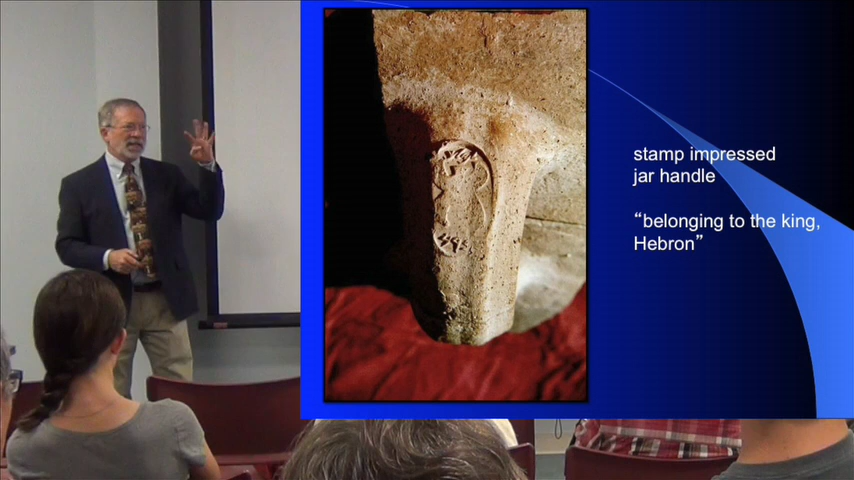 stamp impressed
jar handle
“belonging to the king,
Hebron”